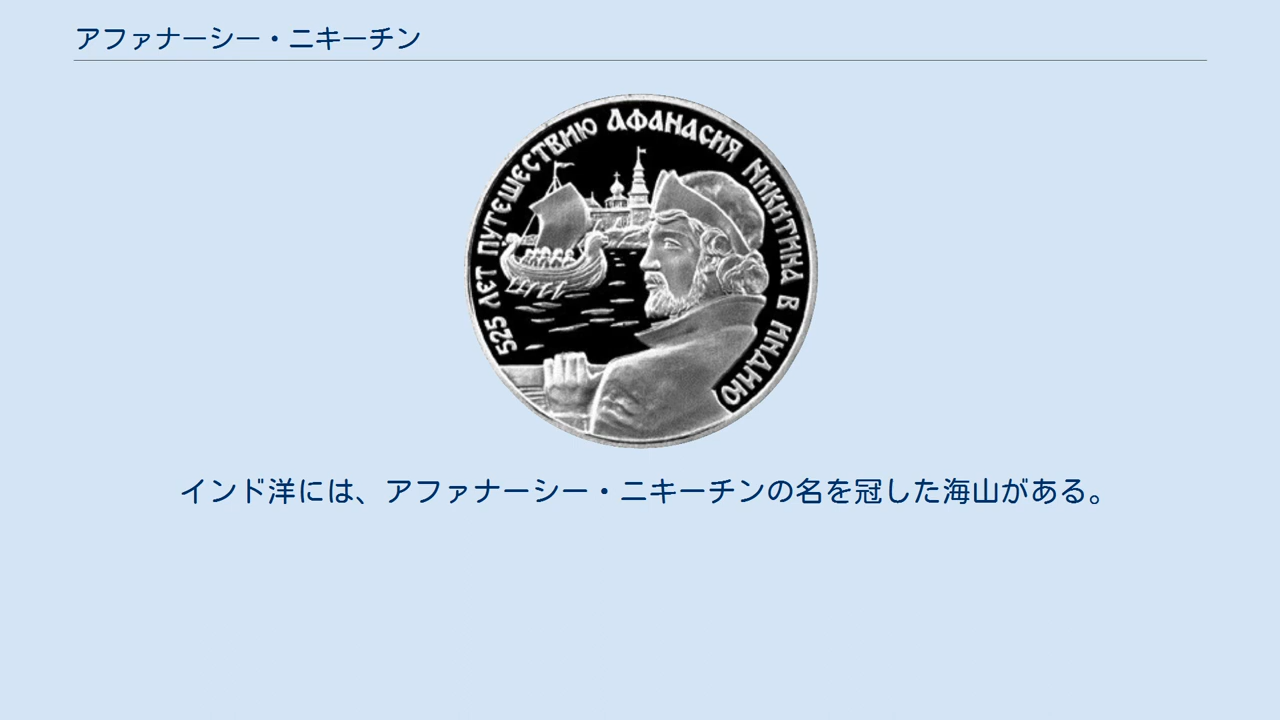 アファナーシー・ニキーチン
525 ЛЕТ ПУТЕШЕСТВИЮ АФАНАСИЯ НИКИТИНА В ИНДИЮ
インド洋には、アファナーシー・ニキーチンの名を冠した海山がある。